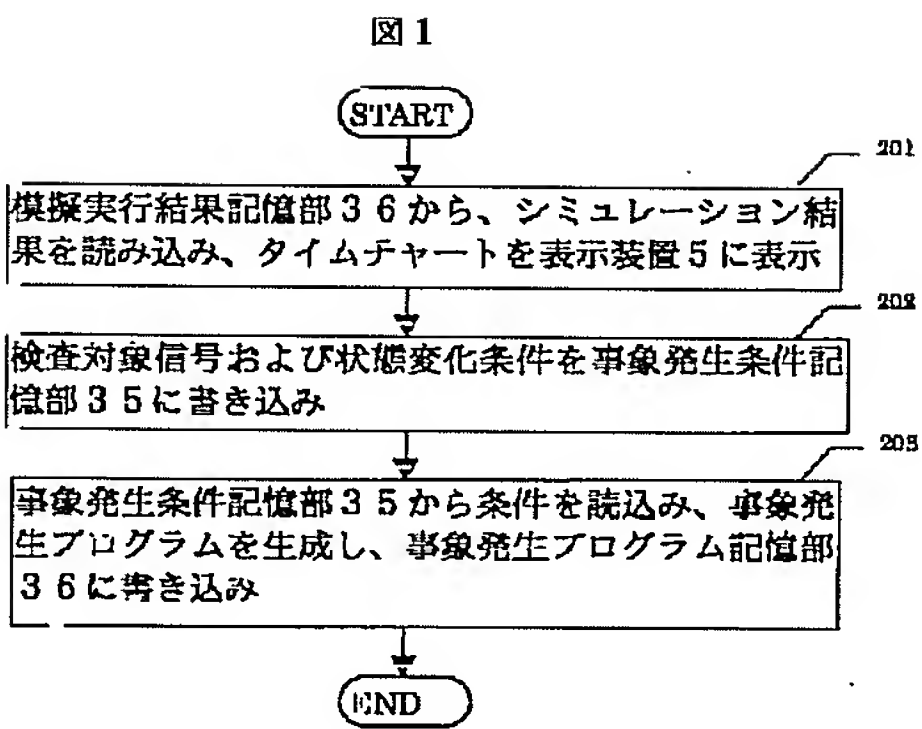 図1
START
201
模擬実行結果記憶部36から、シミュレーション結
果を読み込み、タイムチャートを表示装置5に表示
202
検査対象信号および状態変化条件を事象発生条件記
憶部35に書き込み
203
事象発生条件記憶部35から条件を読込み、事象発
生プログラムを生成し、事象発生プログラム記憶部
36に書き込み
END